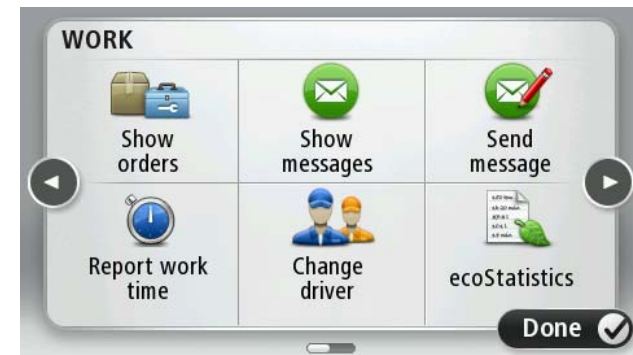 WORK
Show
orders
Show
messages
Send
message
Report work
time
Change
driver
ecoStatistics
Done